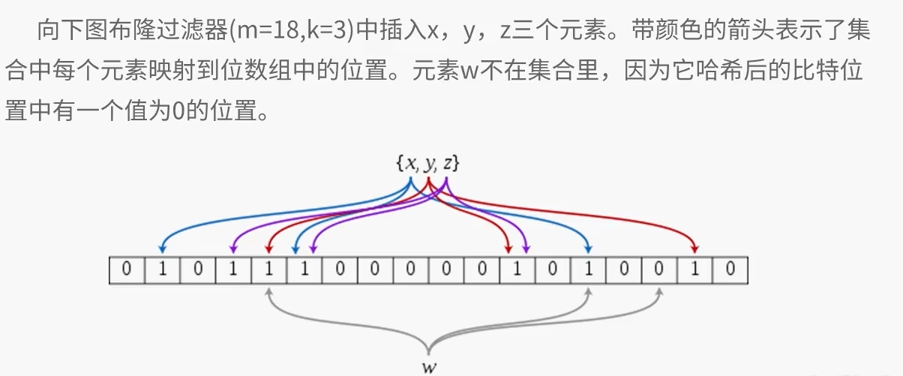 向下图布隆过滤器(m=18,k=3)中插入x，y，z三个元素。带颜色的箭头表示了集
合中每个元素映射到位数组中的位置。元素w不在集合里，因为它哈希后的比特位
置中有一个值为0的位置。
{x, y, z}
0 1 0 1 1 1 0 0 0 0 0 1 0 1 0 0 1 0
w